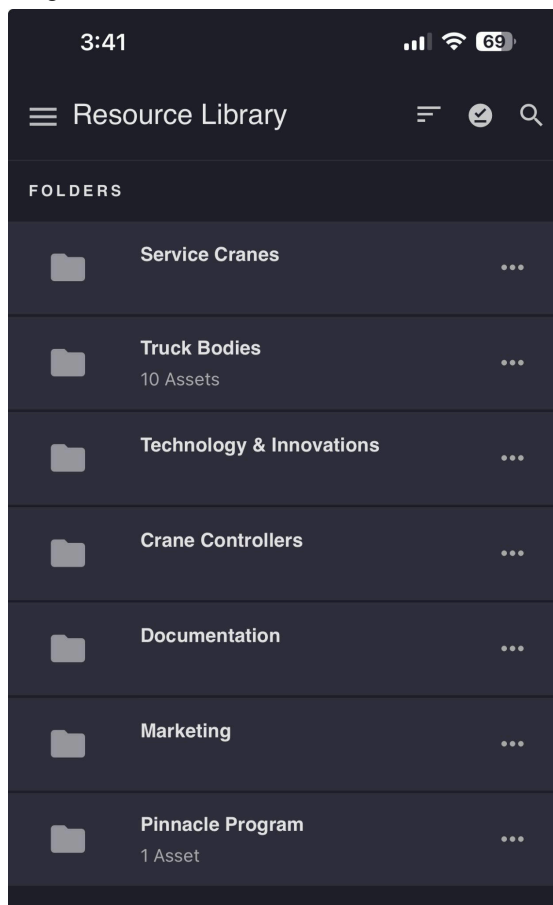 3:41
69
Resource Library
FOLDERS
Service Cranes
Truck Bodies
10 Assets
Technology & Innovations
Crane Controllers
Documentation
Marketing
Pinnacle Program
1 Asset